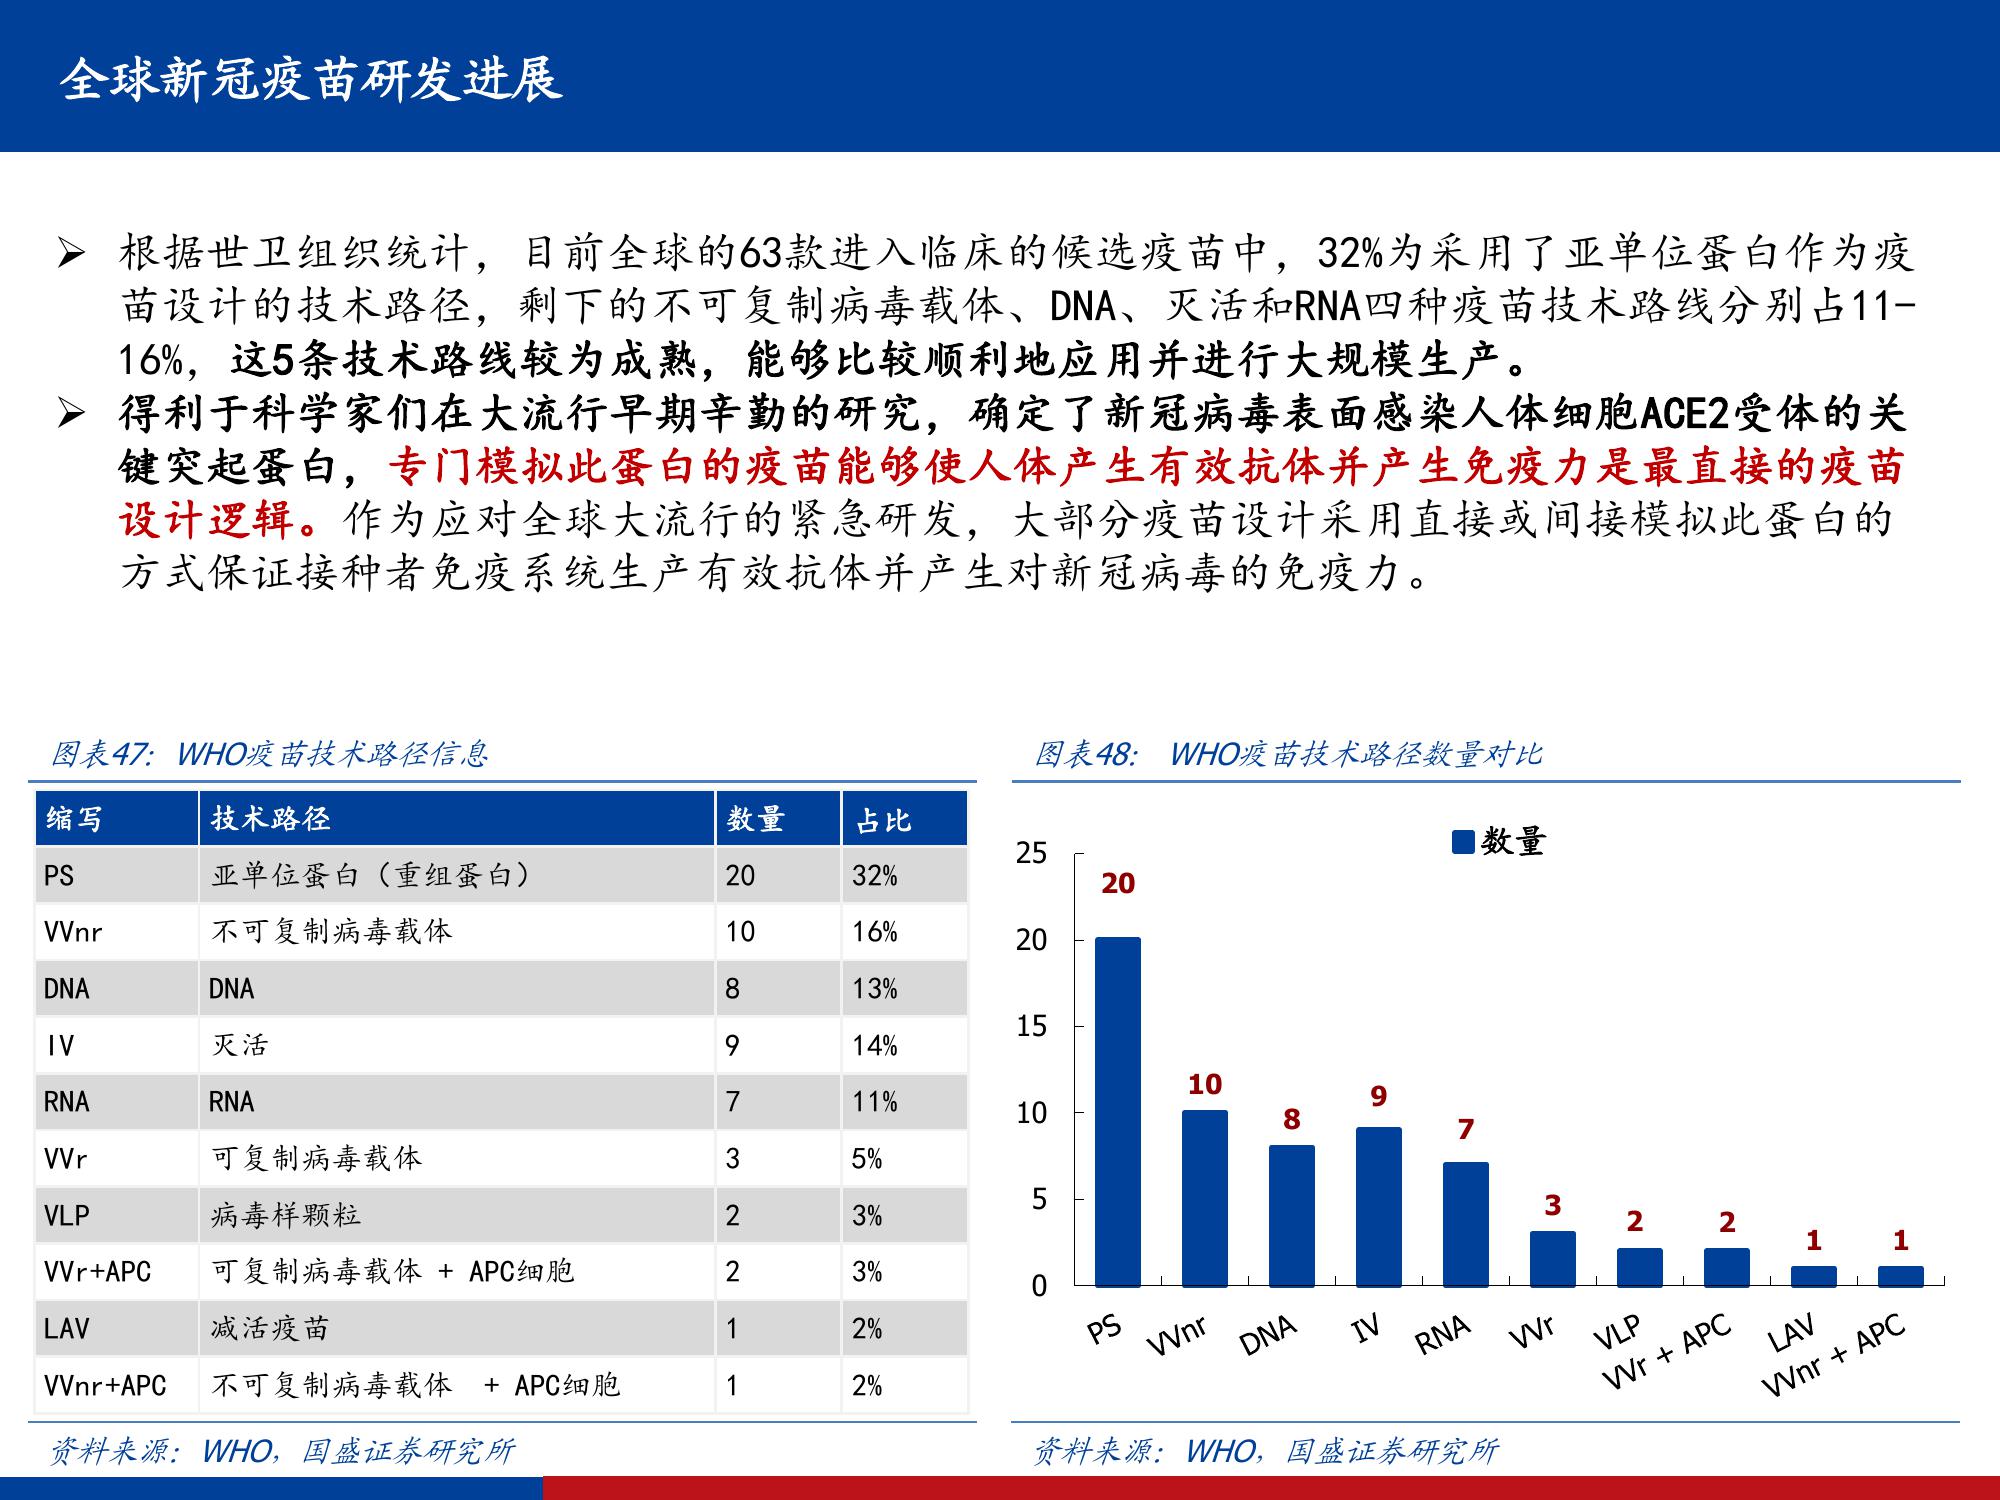 全球新冠疫苗研发进展
➢ 根据世卫组织统计，目前全球的63款进入临床的候选疫苗中，32%为采用了亚单位蛋白作为疫
苗设计的技术路径，剩下的不可复制病毒载体、DNA、灭活和RNA四种疫苗技术路线分别占11-
16%，这5条技术路线较为成熟，能够比较顺利地应用并进行大规模生产。
➢ 得利于科学家们在大流行早期辛勤的研究，确定了新冠病毒表面感染人体细胞ACE2受体的关
键突起蛋白，专门模拟此蛋白的疫苗能够使人体产生有效抗体并产生免疫力是最直接的疫苗
设计逻辑。作为应对全球大流行的紧急研发，大部分疫苗设计采用直接或间接模拟此蛋白的
方式保证接种者免疫系统生产有效抗体并产生对新冠病毒的免疫力。
图表47：WHO疫苗技术路径信息
缩写 技术路径 数量 占比
PS 亚单位蛋白（重组蛋白） 20 32%
VVnr 不可复制病毒载体 10 16%
DNA DNA 8 13%
IV 灭活 9 14%
RNA RNA 7 11%
VVr 可复制病毒载体 3 5%
VLP 病毒样颗粒 2 3%
VVr+APC 可复制病毒载体 + APC细胞 2 3%
LAV 减活疫苗 1 2%
VVnr+APC 不可复制病毒载体 + APC细胞 1 2%
资料来源：WHO，国盛证券研究所
图表48： WHO疫苗技术路径数量对比
数量
25
20
15
10
5
0
20
10
8
9
7
3
2
2
1
1
PS
VVnr
DNA
IV
RNA
VVr
VLP
VVr + APC
LAV
VVnr + APC
资料来源：WHO，国盛证券研究所